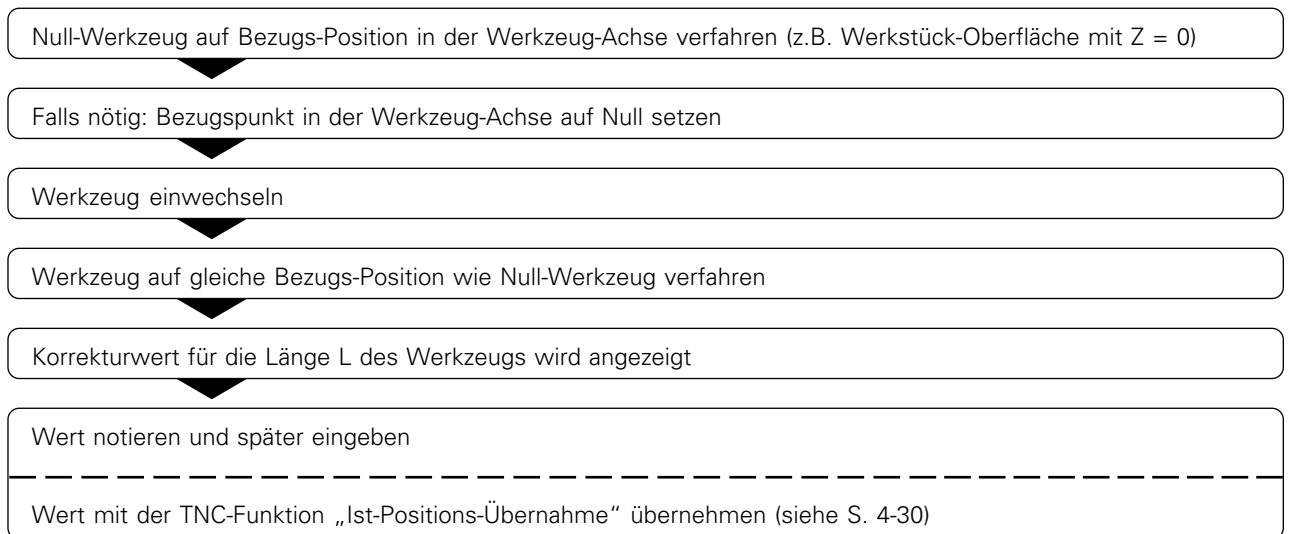 Null-Werkzeug auf Bezugs-Position in der Werkzeug-Achse verfahren (z.B. Werkstück-Oberfläche mit Z = 0)
Falls nötig: Bezugspunkt in der Werkzeug-Achse auf Null setzen
Werkzeug einwechseln
Werkzeug auf gleiche Bezugs-Position wie Null-Werkzeug verfahren
Korrekturwert für die Länge L des Werkzeugs wird angezeigt
Wert notieren und später eingeben
Wert mit der TNC-Funktion „Ist-Positions-Übernahme“ übernehmen (siehe S. 4-30)